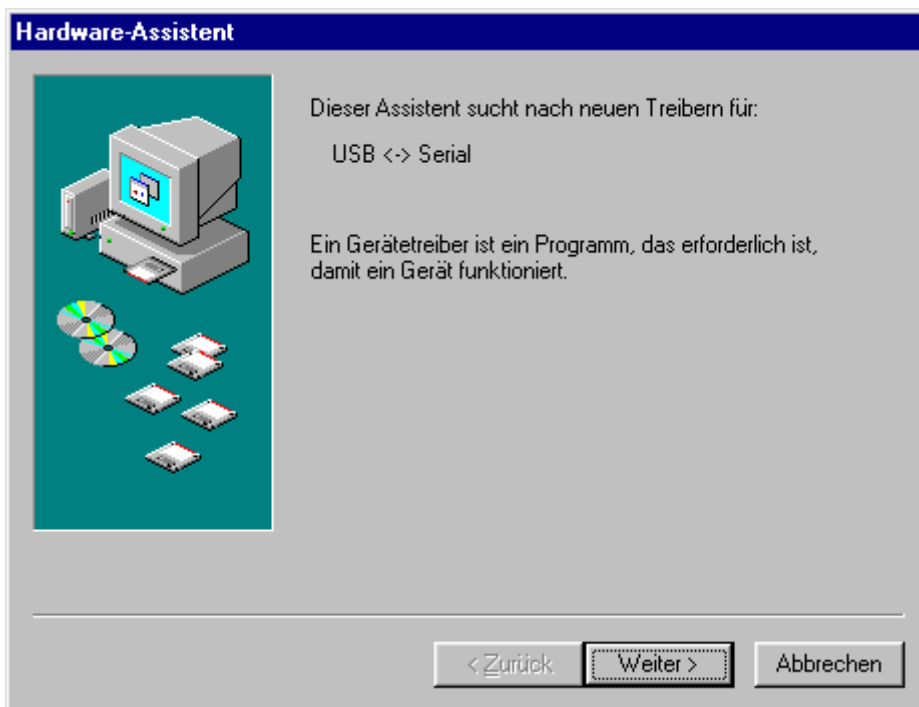 Hardware-Assistent
Dieser Assistent sucht nach neuen Treibern für:
USB <-> Serial
Ein Gerätetreiber ist ein Programm, das erforderlich ist,
damit ein Gerät funktioniert.
< Zurück
Weiter >
Abbrechen